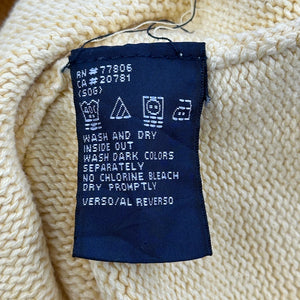 RN#77806
CA#20781
(SOG)
40C
WASH AND DRY
INSIDE OUT
WASH DARK COLORS
SEPARATELY
NO CHLORINE BLEACH
DRY PROMPTLY
VERSO/AL REVERSO